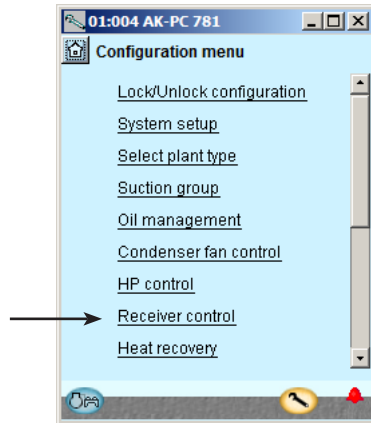 01:004 AK-PC 781
Configuration menu
Lock/Unlock configuration
System setup
Select plant type
Suction group
Oil management
Condenser fan control
HP control
Receiver control
Heat recovery